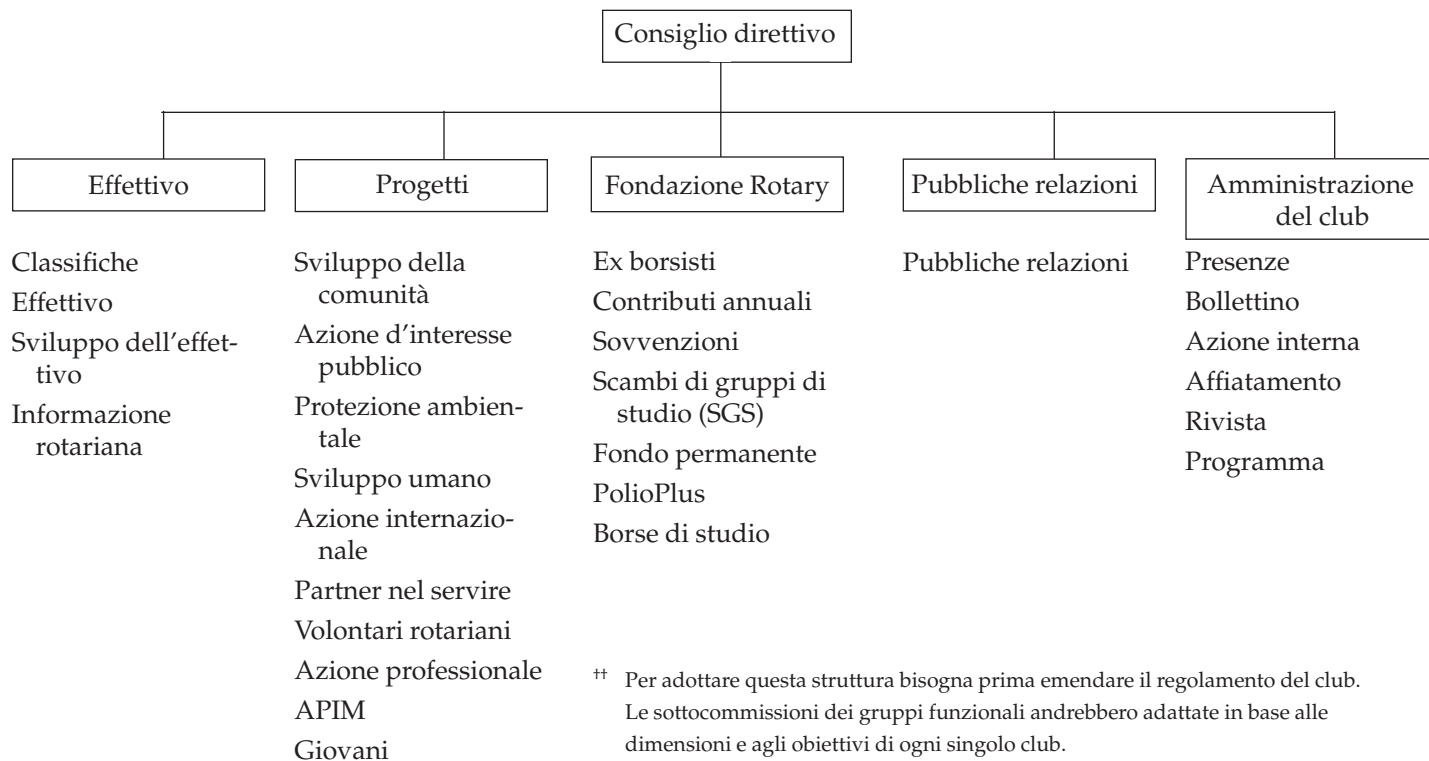 Consiglio direttivo
Effettivo
Classifiche
Effettivo
Sviluppo dell'effet-
tivo
Informazione
rotariana
Progetti
Sviluppo della
comunità
Azione d'interesse
pubblico
Protezione ambien-
tale
Sviluppo umano
Azione internazio-
nale
Partner nel servire
Volontari rotariani
Azione professionale
APIM
Giovani
Fondazione Rotary
Ex borsisti
Contributi annuali
Sovvenzioni
Scambi di gruppi di
studio (SGS)
Fondo permanente
PolioPlus
Borse di studio
Pubbliche relazioni
Pubbliche relazioni
Amministrazione
del club
Presenze
Bollettino
Azione interna
Affiatamento
Rivista
Programma
†† Per adottare questa struttura bisogna prima emendare il regolamento del club.
Le sottocommissioni dei gruppi funzionali andrebbero adattate in base alle
dimensioni e agli obiettivi di ogni singolo club.